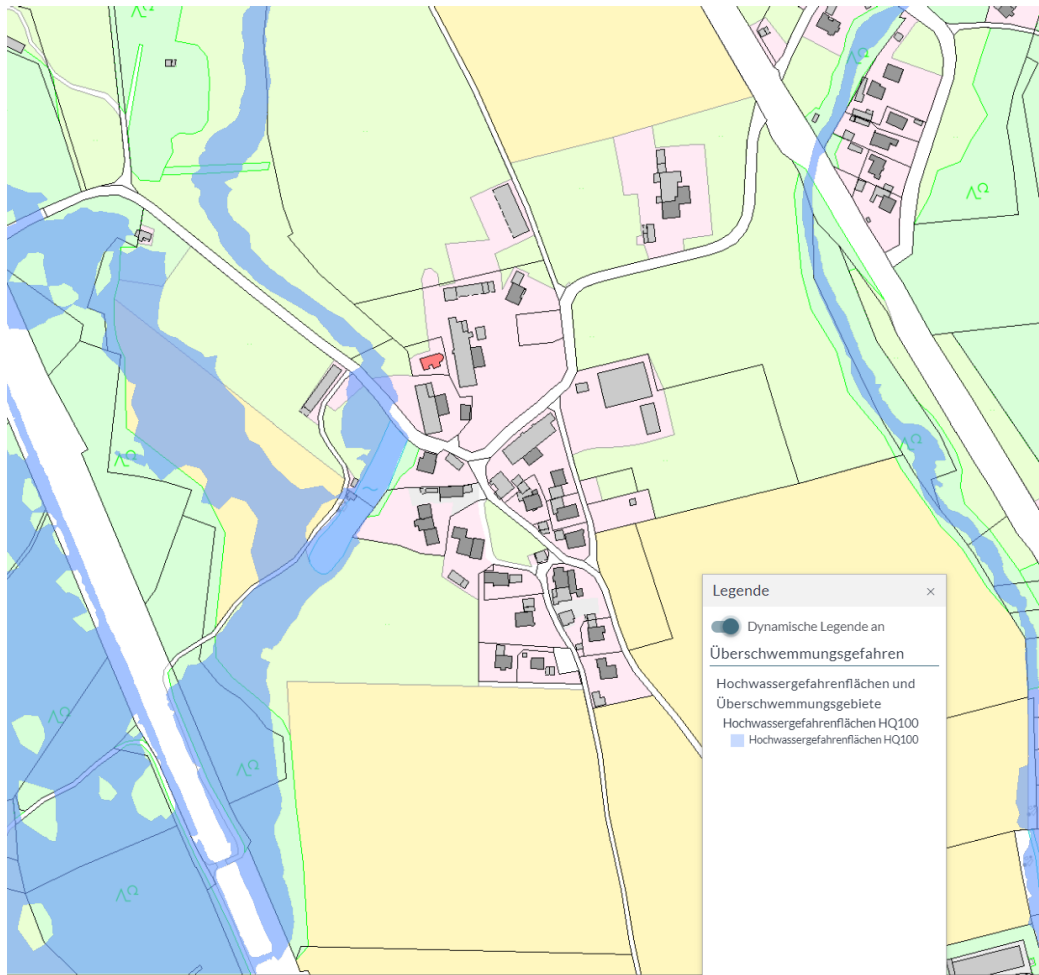 Legende
Dynamische Legende an
Überschwemmungsgefahren
Hochwassergefahrenflächen und
Überschwemmungsgebiete
Hochwassergefahrenflächen HQ100
Hochwassergefahrenflächen HQ100